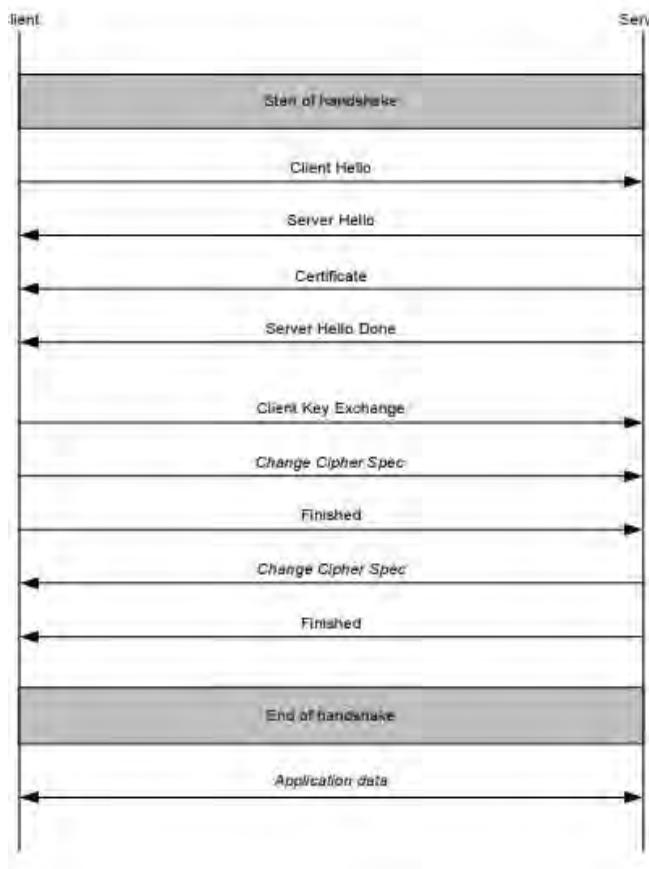 lient Serv
Start of handshake
Client Hello
Server Hello
Certificate
Server Hello Done
Client Key Exchange
Change Cipher Spec
Finished
Change Cipher Spec
Finished
End of handshake
Application data